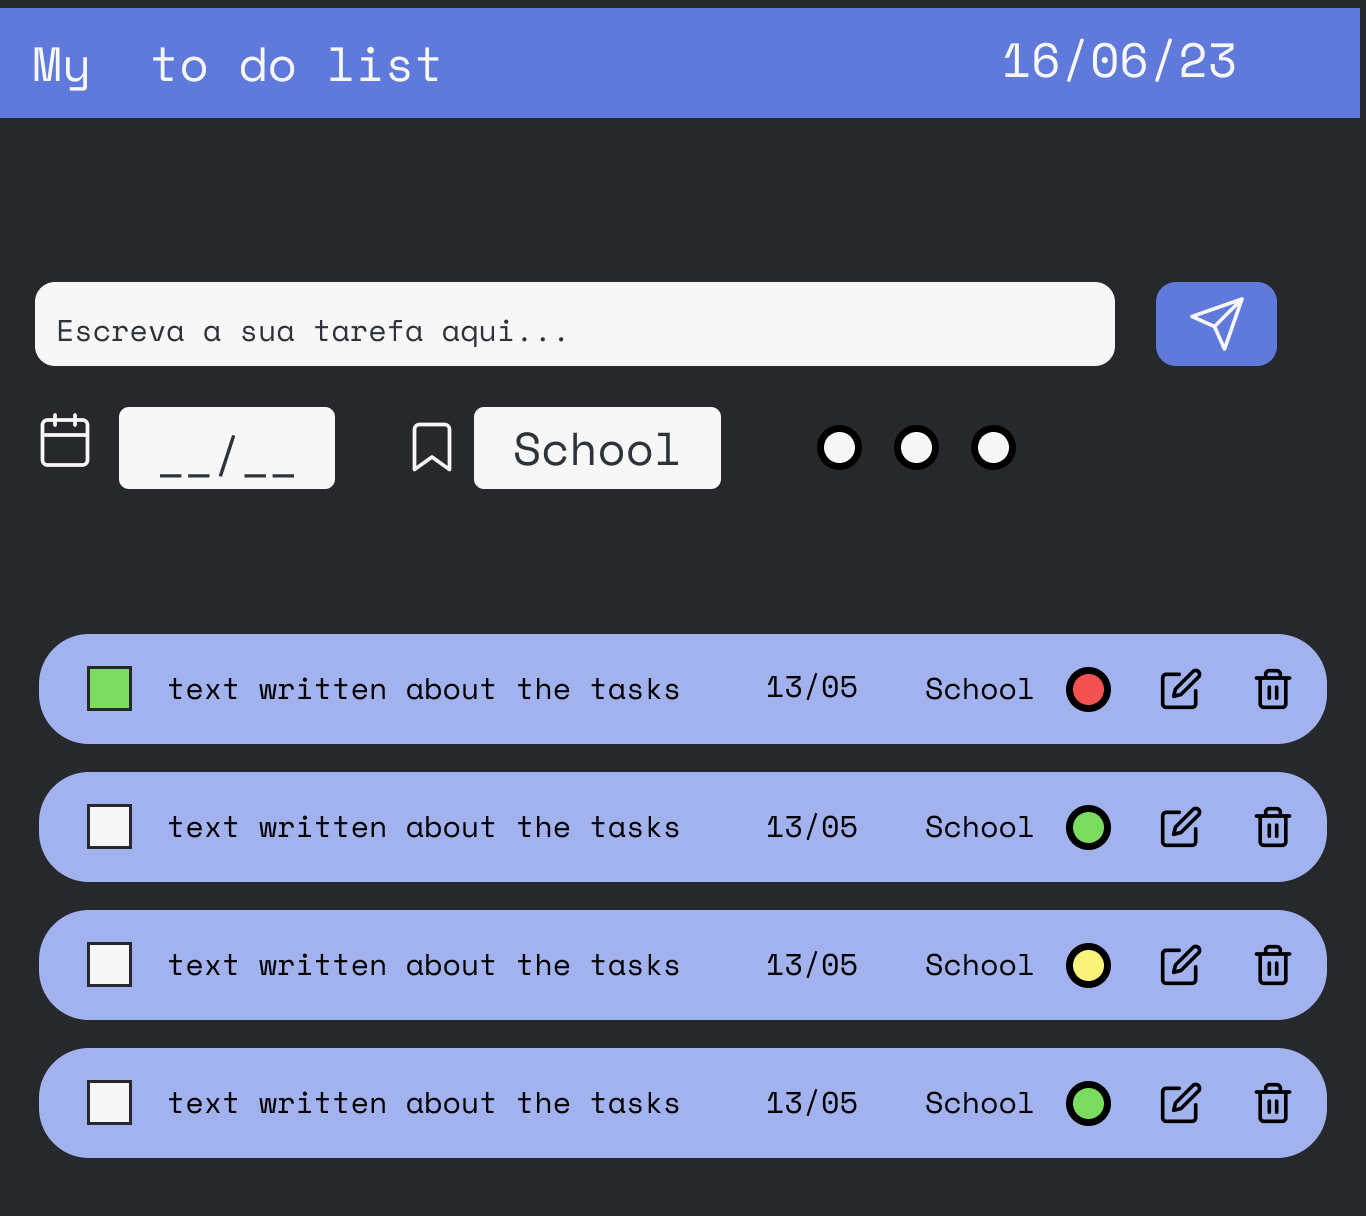 My to do list 16/06/23
Escreva a sua tarefa aqui...
__/__ School
text written about the tasks 13/05 School
text written about the tasks 13/05 School
text written about the tasks 13/05 School
text written about the tasks 13/05 School